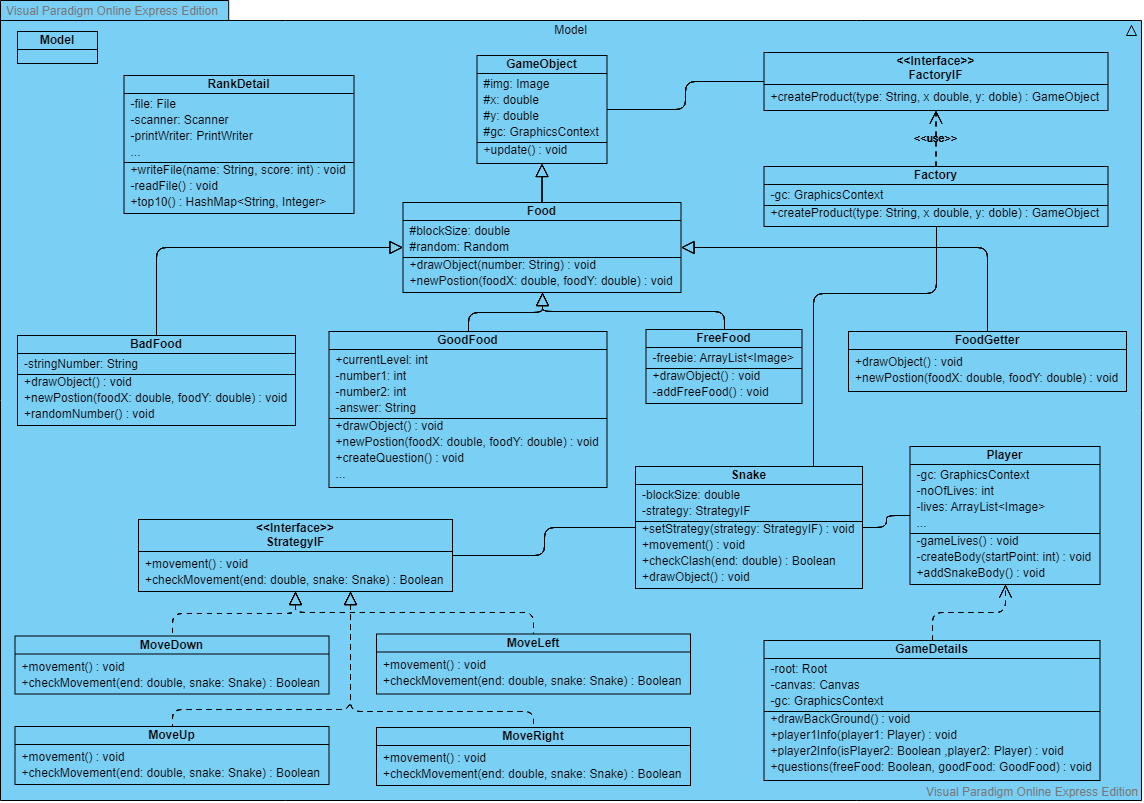 Visual Paradigm Online Express Edition
Model
Model
RankDetail
-file: File
-scanner: Scanner
-printWriter: PrintWriter
...
+writeFile(name: String, score: int) : void
-readFile() : void
+top10() : HashMap<String, Integer>
GameObject
#img: Image
#x: double
#y: double
#gc: GraphicsContext
+update() : void
<<Interface>>
FactoryIF
+createProduct(type: String, x double, y: doble) : GameObject
<<use>>
Factory
-gc: GraphicsContext
+createProduct(type: String, x double, y: doble) : GameObject
Food
#blockSize: double
#random: Random
+drawObject(number: String) : void
+newPostion(foodX: double, foodY: double) : void
BadFood
-stringNumber: String
+drawObject() : void
+newPostion(foodX: double, foodY: double) : void
+randomNumber() : void
GoodFood
+currentLevel: int
-number1: int
-number2: int
-answer: String
+drawObject() : void
+newPostion(foodX: double, foodY: double) : void
+createQuestion() : void
...
FreeFood
-freebie: ArrayList<Image>
+drawObject() : void
-addFreeFood() : void
FoodGetter
+drawObject() : void
+newPostion(foodX: double, foodY: double) : void
Snake
-blockSize: double
-strategy: StrategyIF
+setStrategy(strategy: StrategyIF) : void
+movement() : void
+checkClash(end: double) : Boolean
+drawObject() : void
Player
-gc: GraphicsContext
-noOfLives: int
-lives: ArrayList<Image>
...
-gameLives() : void
-createBody(startPoint: int) : void
+addSnakeBody() : void
<<Interface>>
StrategyIF
+movement() : void
+checkMovement(end: double, snake: Snake) : Boolean
MoveDown
+movement() : void
+checkMovement(end: double, snake: Snake) : Boolean
MoveLeft
+movement() : void
+checkMovement(end: double, snake: Snake) : Boolean
MoveUp
+movement() : void
+checkMovement(end: double, snake: Snake) : Boolean
MoveRight
+movement() : void
+checkMovement(end: double, snake: Snake) : Boolean
GameDetails
-root: Root
-canvas: Canvas
-gc: GraphicsContext
+drawBackGround() : void
+player1Info(player1: Player) : void
+player2Info(isPlayer2: Boolean ,player2: Player) : void
+questions(freeFood: Boolean, goodFood: GoodFood) : void
Visual Paradigm Online Express Edition